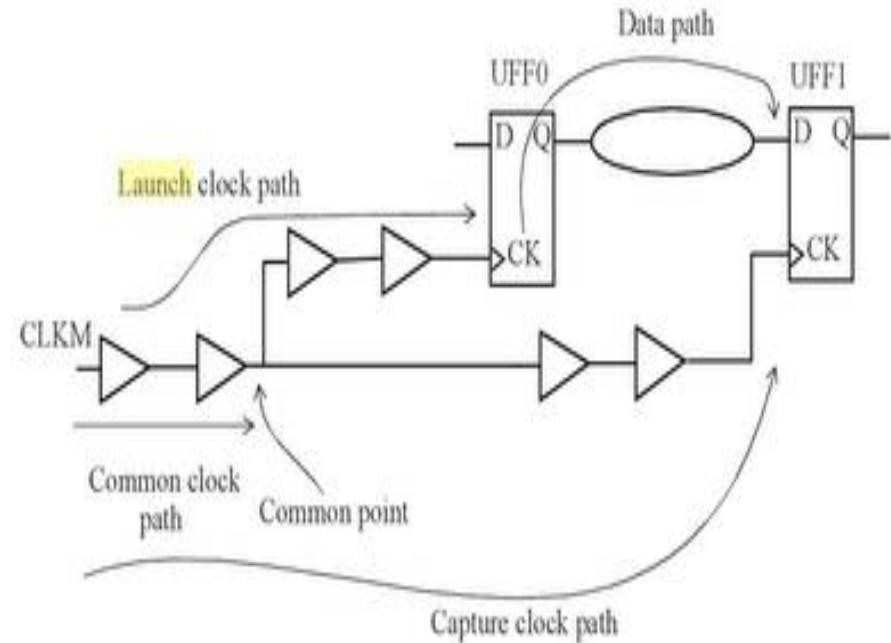 Data path
UFF0
UFF1
D Q
D Q
Launch clock path
CK
CK
CLKM
Common clock
path
Common point
Capture clock path